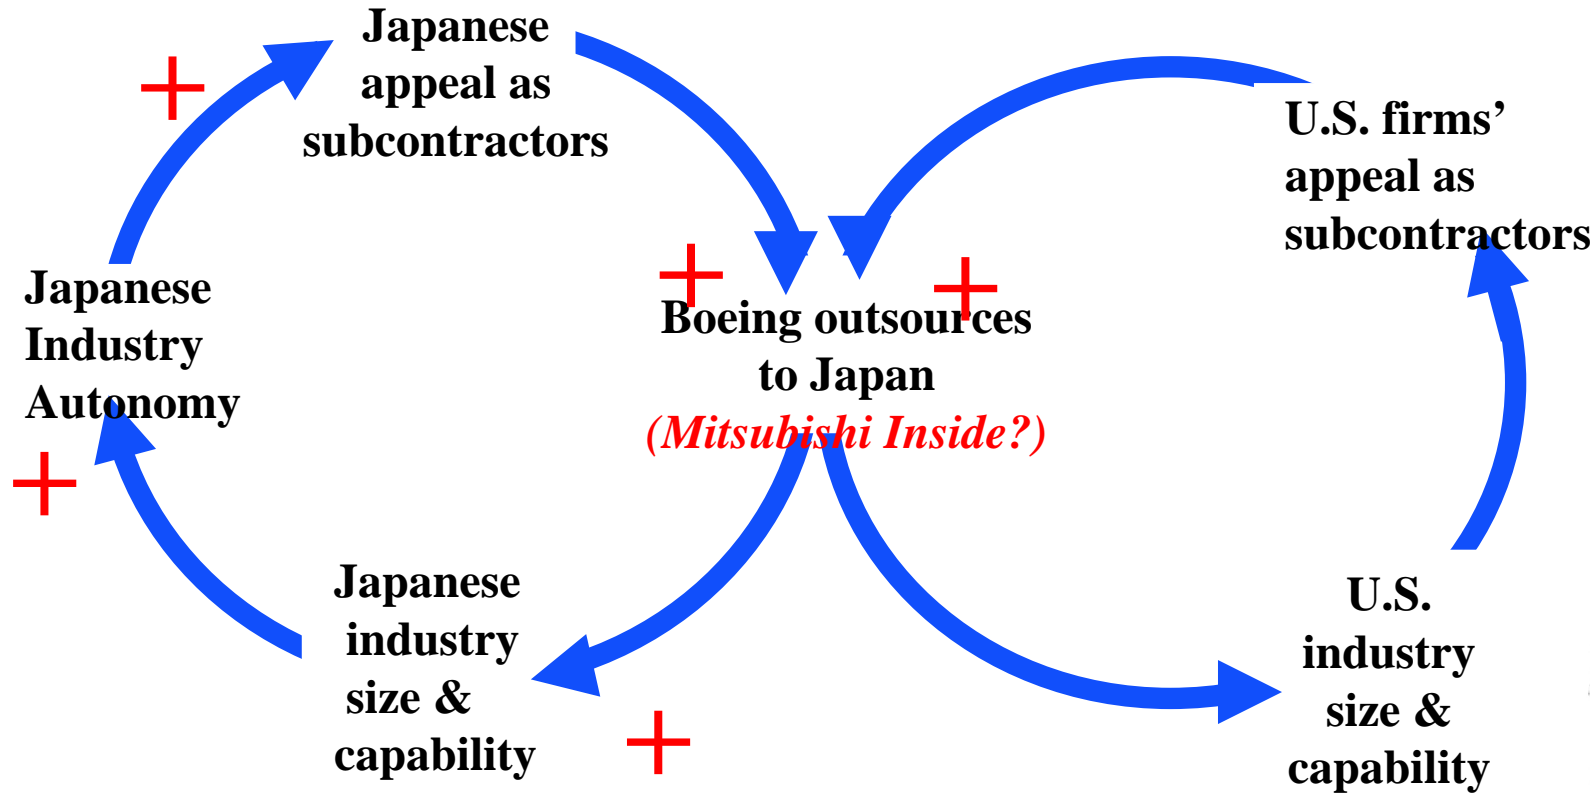 Japanese
appeal as
subcontractors
U.S. firms’
appeal as
subcontractors
Japanese
Industry
Autonomy
Boeing outsources
to Japan
(Mitsubishi Inside?)
Japanese
industry
size &
capability
U.S.
industry
size &
capability
+
+
+
+
+